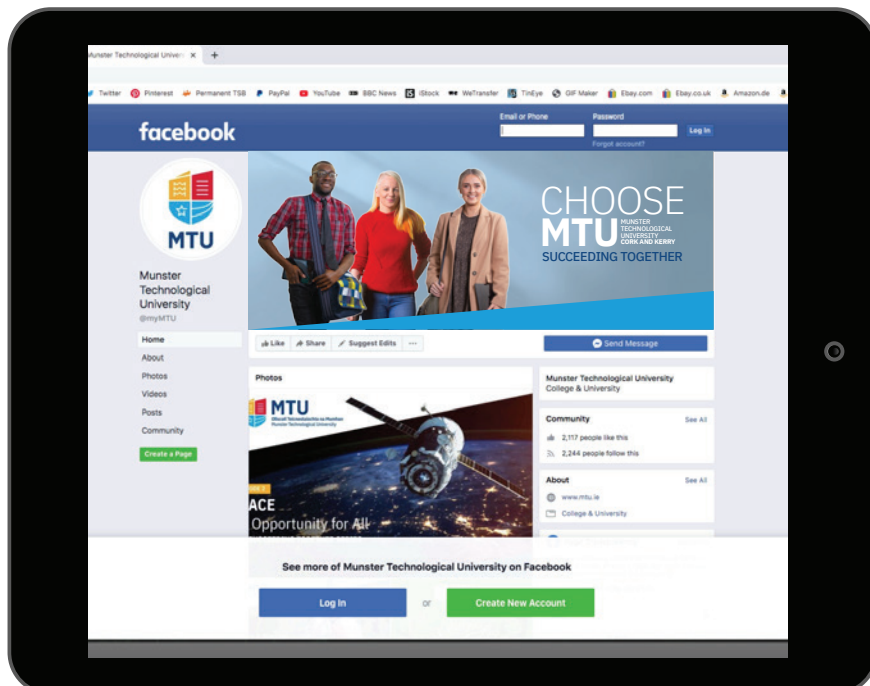 Munster Technological Univer
Twitter Pinterest Permanent TSB PayPal YouTube BBC News iStock WeTransfer TinEye GIF Maker Ebay.com Ebay.co.uk Amazon.de
facebook
Email or Phone
Password
Log In
Forgot account?
MTU
Munster
Technological
University
@myMTU
Home
About
Photos
Videos
Posts
Community
Create a Page
CHOOSE
MTU
MUNSTER
TECHNOLOGICAL
UNIVERSITY
CORK AND KERRY
SUCCEEDING TOGETHER
Like Share Suggest Edits ...
Send Message
Photos
MTU
Ollscoil Teicneolaíochta na Mumhan
Munster Technological University
ACE
Opportunity for All
Munster Technological University
College & University
Community See All
2,117 people like this
2,244 people follow this
About See All
www.mtu.ie
College & University
See more of Munster Technological University on Facebook
Log In or Create New Account